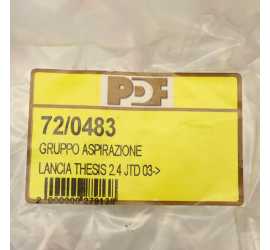 PDF
72/0483
GRUPPO ASPIRAZIONE
LANCIA THESIS 2.4 JTD 03->